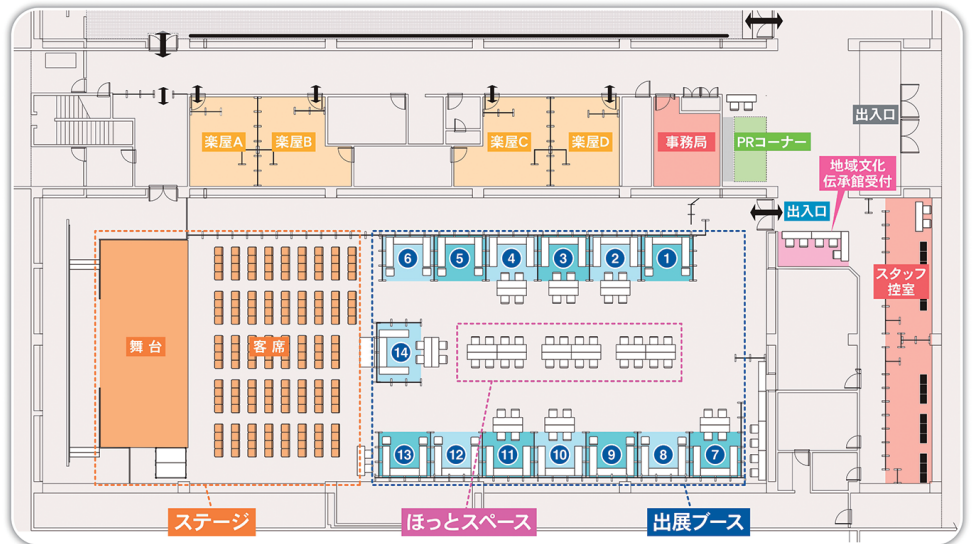 楽屋A
楽屋B
楽屋C
楽屋D
事務局
PRコーナー
出入口
地域文化
伝承館受付
出入口
スタッフ
控室
6
5
4
3
2
1
舞台
客席
14
13
12
11
10
9
8
7
ステージ
ほっとスペース
出展ブース